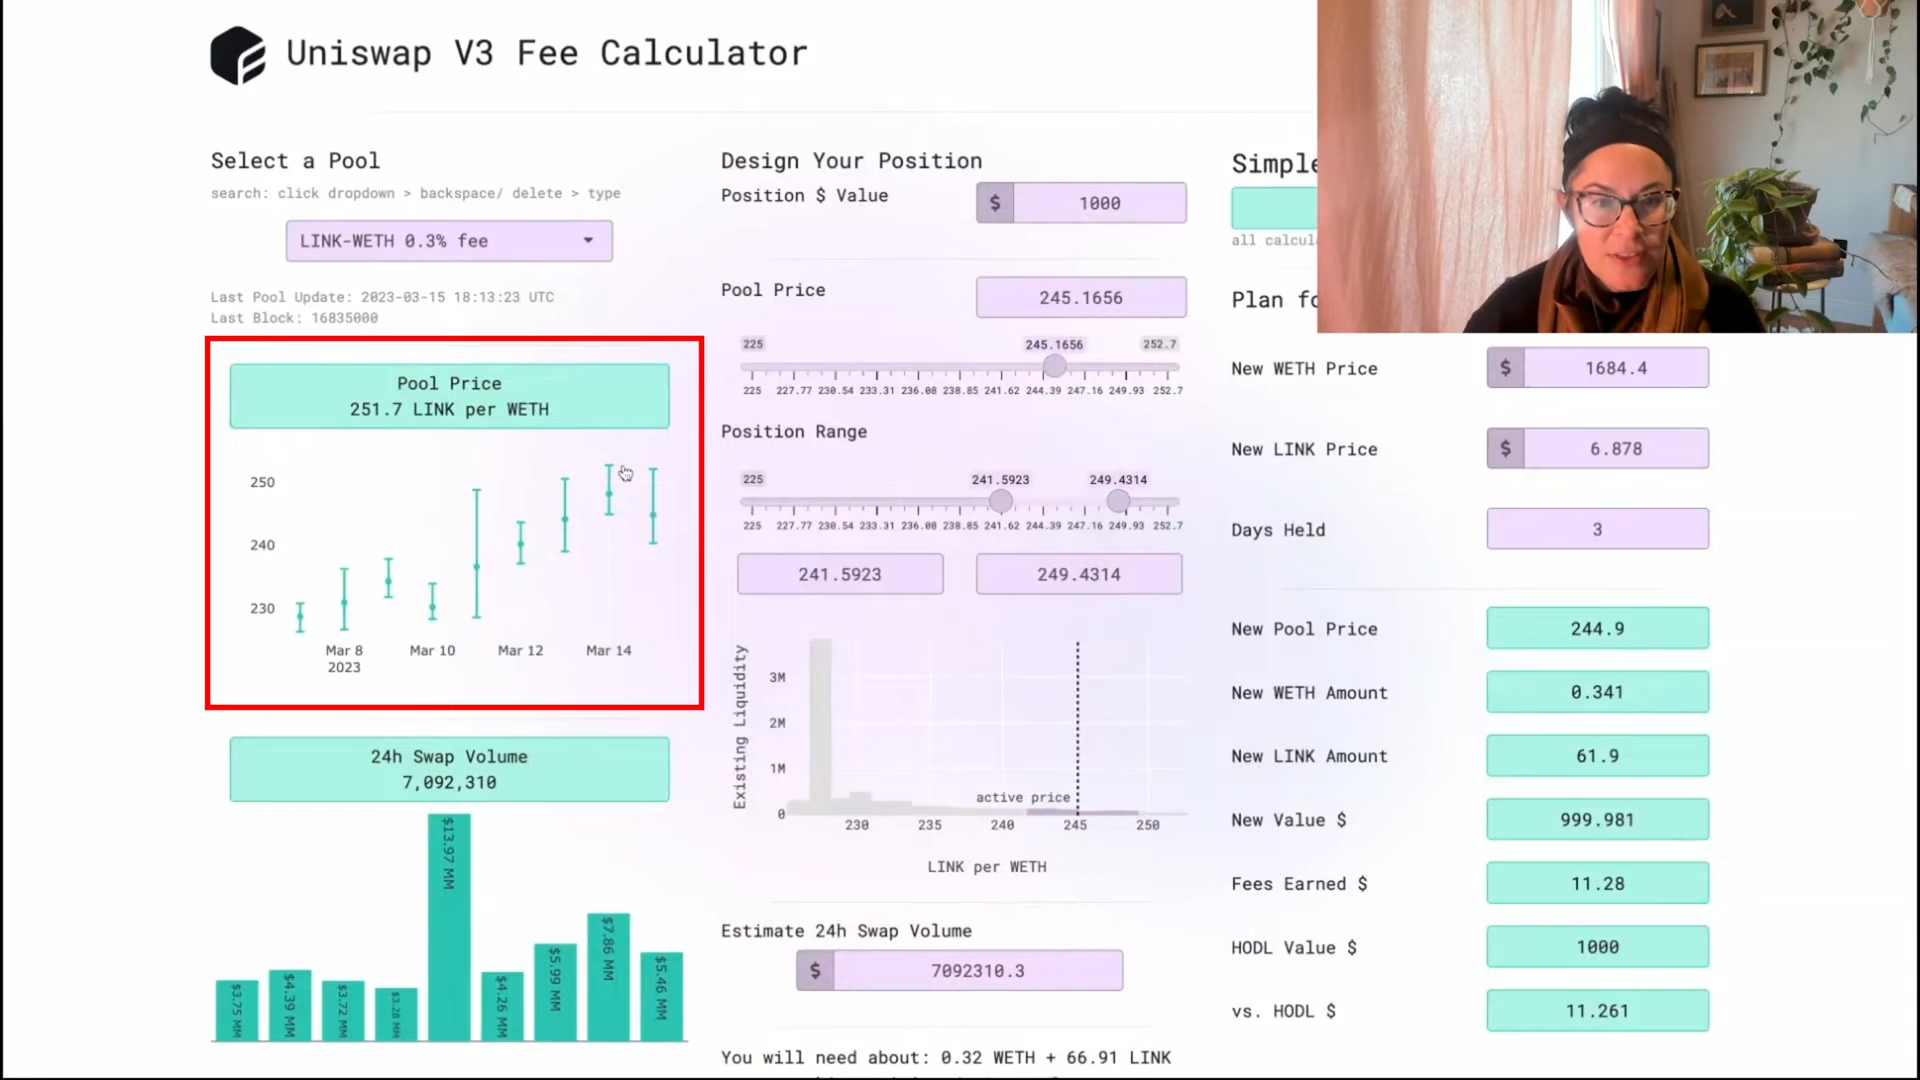 Uniswap V3 Fee Calculator
Select a Pool
search: click dropdown > backspace/ delete > type
LINK-WETH 0.3% fee
Last Pool Update: 2023-03-15 18:13:23 UTC
Last Block: 16835000
Pool Price
251.7 LINK per WETH
250
240
230
Mar 8 Mar 10 Mar 12 Mar 14
2023
24h Swap Volume
7,092,310
$3.75 MM
$4.39 MM
$3.72 MM
$3.28 MM
$13.97 MM
$4.26 MM
$5.99 MM
$7.86 MM
$5.46 MM
Design Your Position
Position $ Value
$ 1000
Pool Price
245.1656
225 245.1656 252.7
225 227.77 230.54 233.31 236.08 238.85 241.62 244.39 247.16 249.93 252.7
Position Range
225 241.5923 249.4314
225 227.77 230.54 233.31 236.08 238.85 241.62 244.39 247.16 249.93 252.7
241.5923 249.4314
Existing Liquidity
3M
2M
1M
0
active price
230 235 240 245 250
LINK per WETH
Estimate 24h Swap Volume
$ 7092310.3
You will need about: 0.32 WETH + 66.91 LINK
Simple
all calcul
Plan fo
New WETH Price $ 1684.4
New LINK Price $ 6.878
Days Held 3
New Pool Price 244.9
New WETH Amount 0.341
New LINK Amount 61.9
New Value $ 999.981
Fees Earned $ 11.28
HODL Value $ 1000
vs. HODL $ 11.261